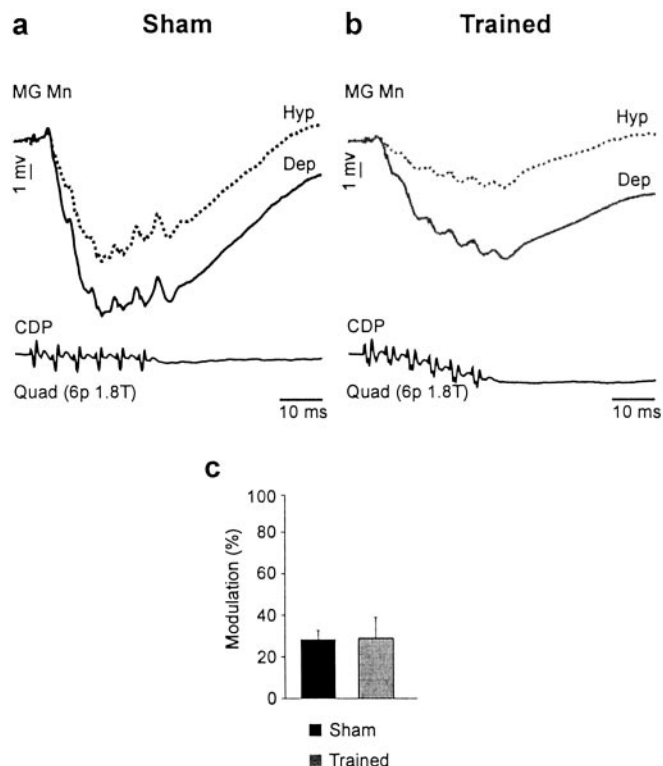 a Sham
b Trained
MG Mn
Hyp
Dep
1 mv
CDP
Quad (6p 1.8T)
10 ms
MG Mn
Hyp
Dep
1 mv
CDP
Quad (6p 1.8T)
10 ms
c
Modulation (%)
100
80
60
40
20
0
Sham
Trained